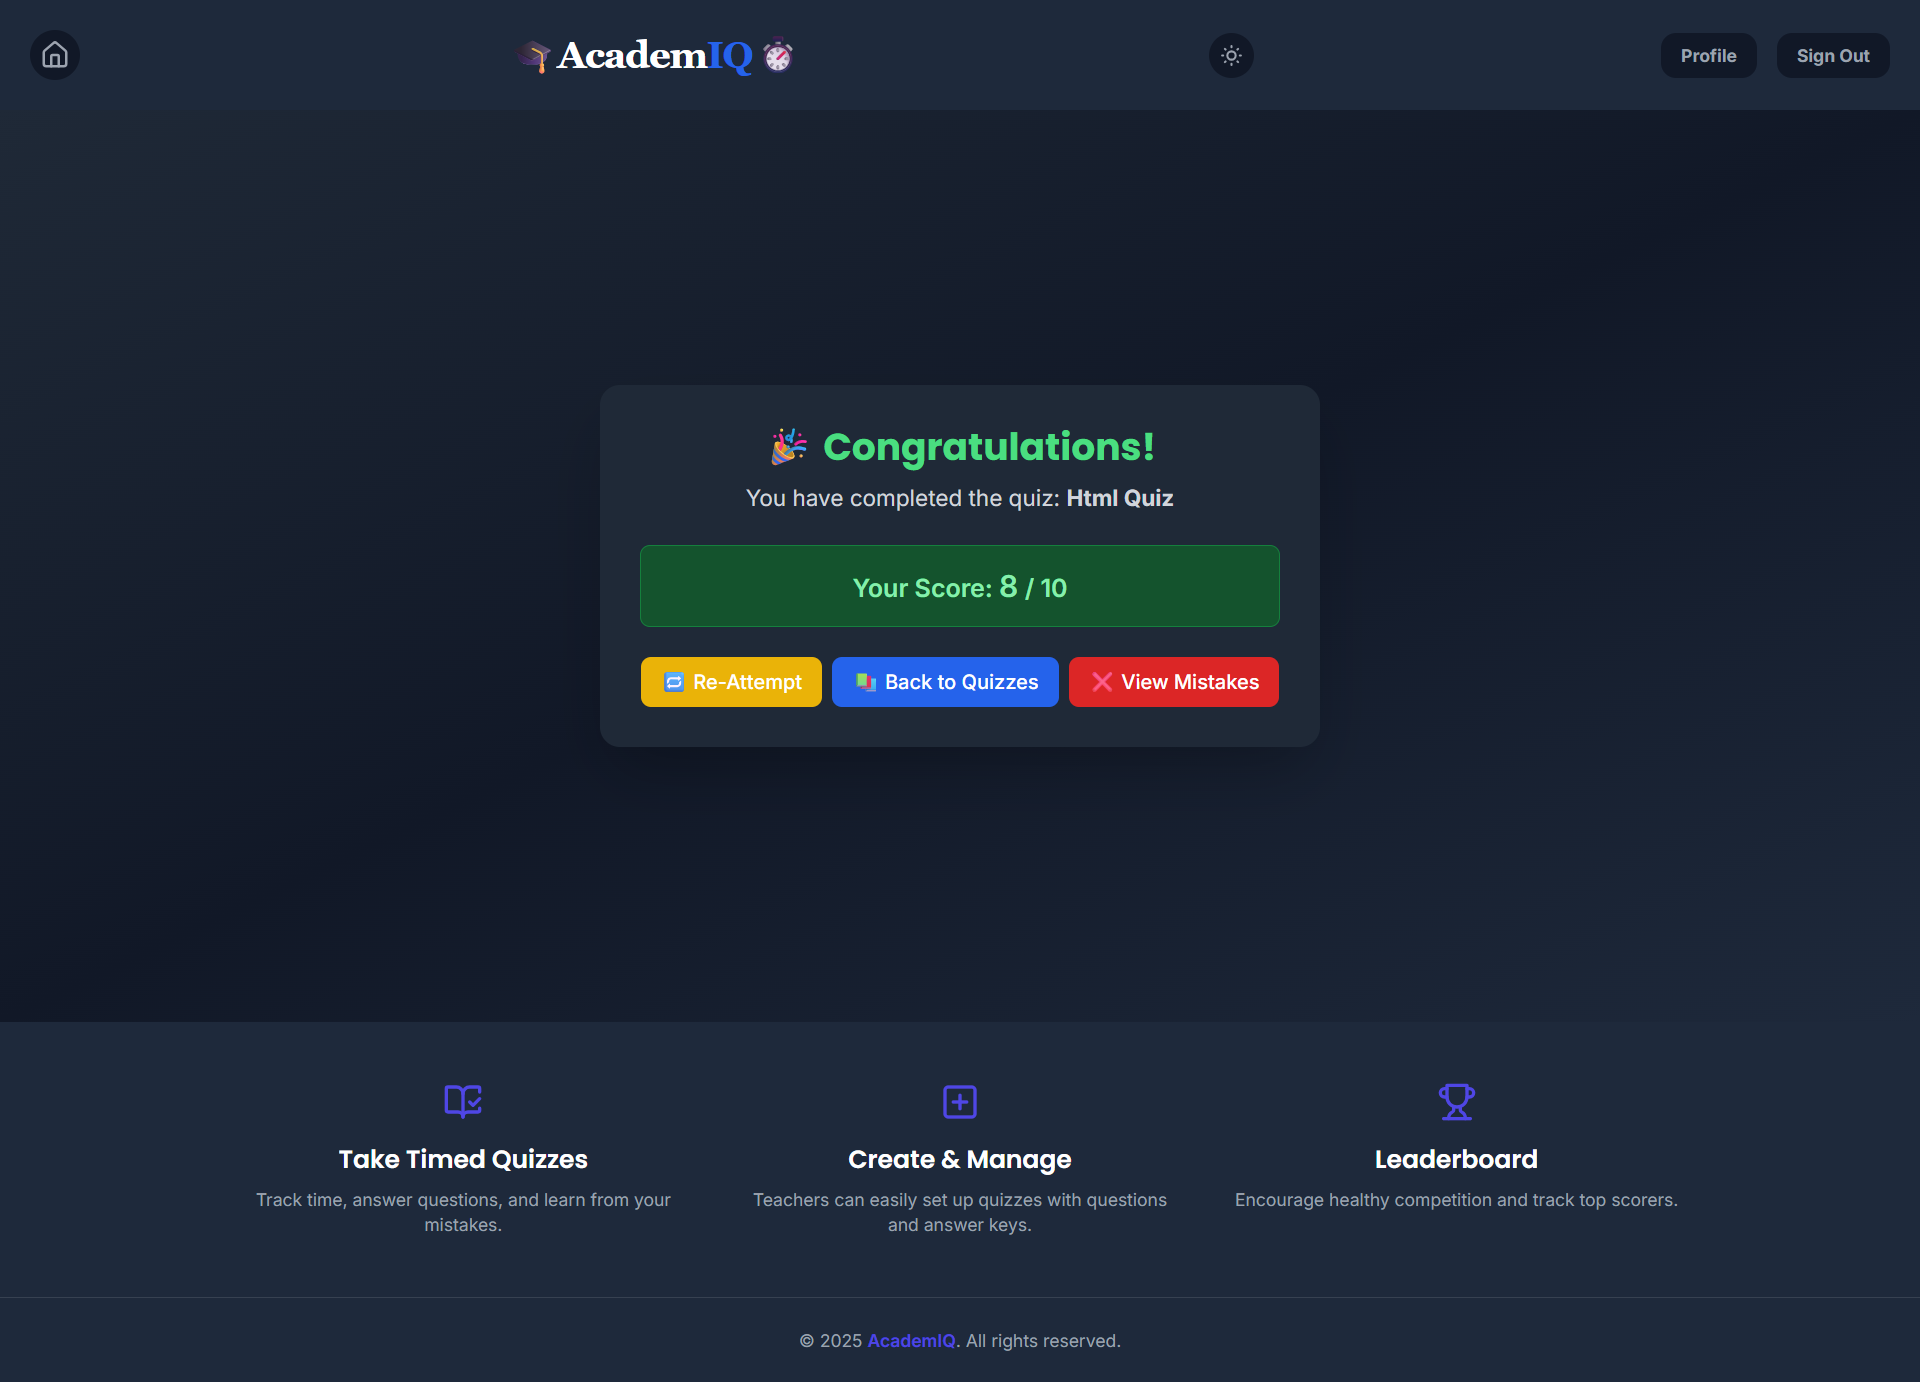 🎓 AcademIQ ⏱️
Profile
Sign Out
🎉 Congratulations!
You have completed the quiz: Html Quiz
Your Score: 8 / 10
🔁 Re-Attempt
📚 Back to Quizzes
❌ View Mistakes
Take Timed Quizzes
Track time, answer questions, and learn from your
mistakes.
Create & Manage
Teachers can easily set up quizzes with questions
and answer keys.
Leaderboard
Encourage healthy competition and track top scorers.
© 2025 AcademIQ. All rights reserved.